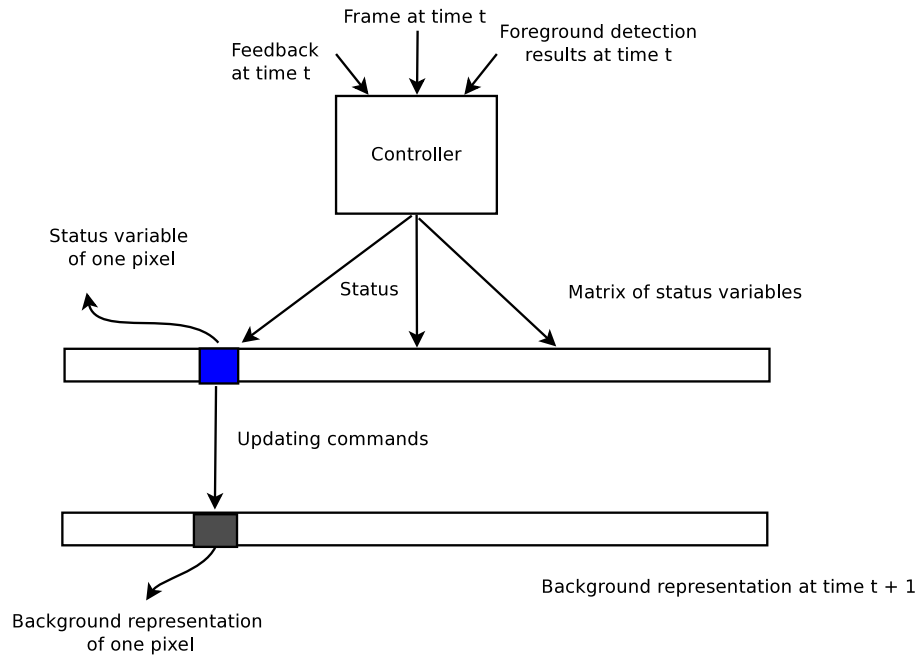 Frame at time t
Feedback
at time t
Foreground detection
results at time t
Controller
Status variable
of one pixel
Status
Matrix of status variables
Updating commands
Background representation at time t + 1
Background representation
of one pixel